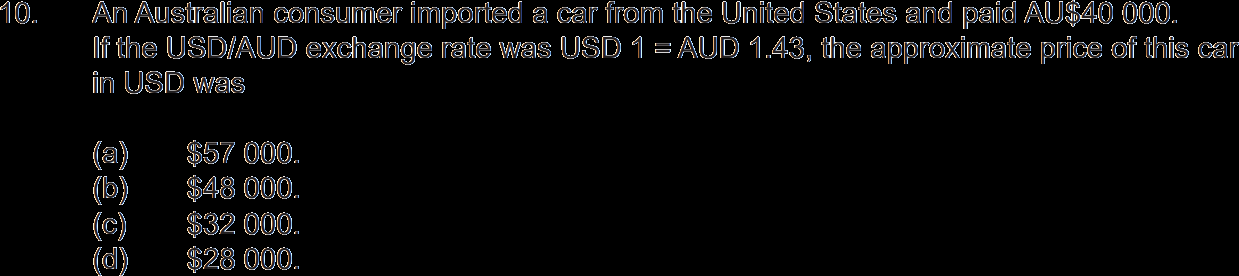 10. An Australian consumer imported a car from the United States and paid AU$40 000.
If the USD/AUD exchange rate was USD 1 = AUD 1.43, the approximate price of this car
in USD was
(a) $57 000.
(b) $48 000.
(c) $32 000.
(d) $28 000.